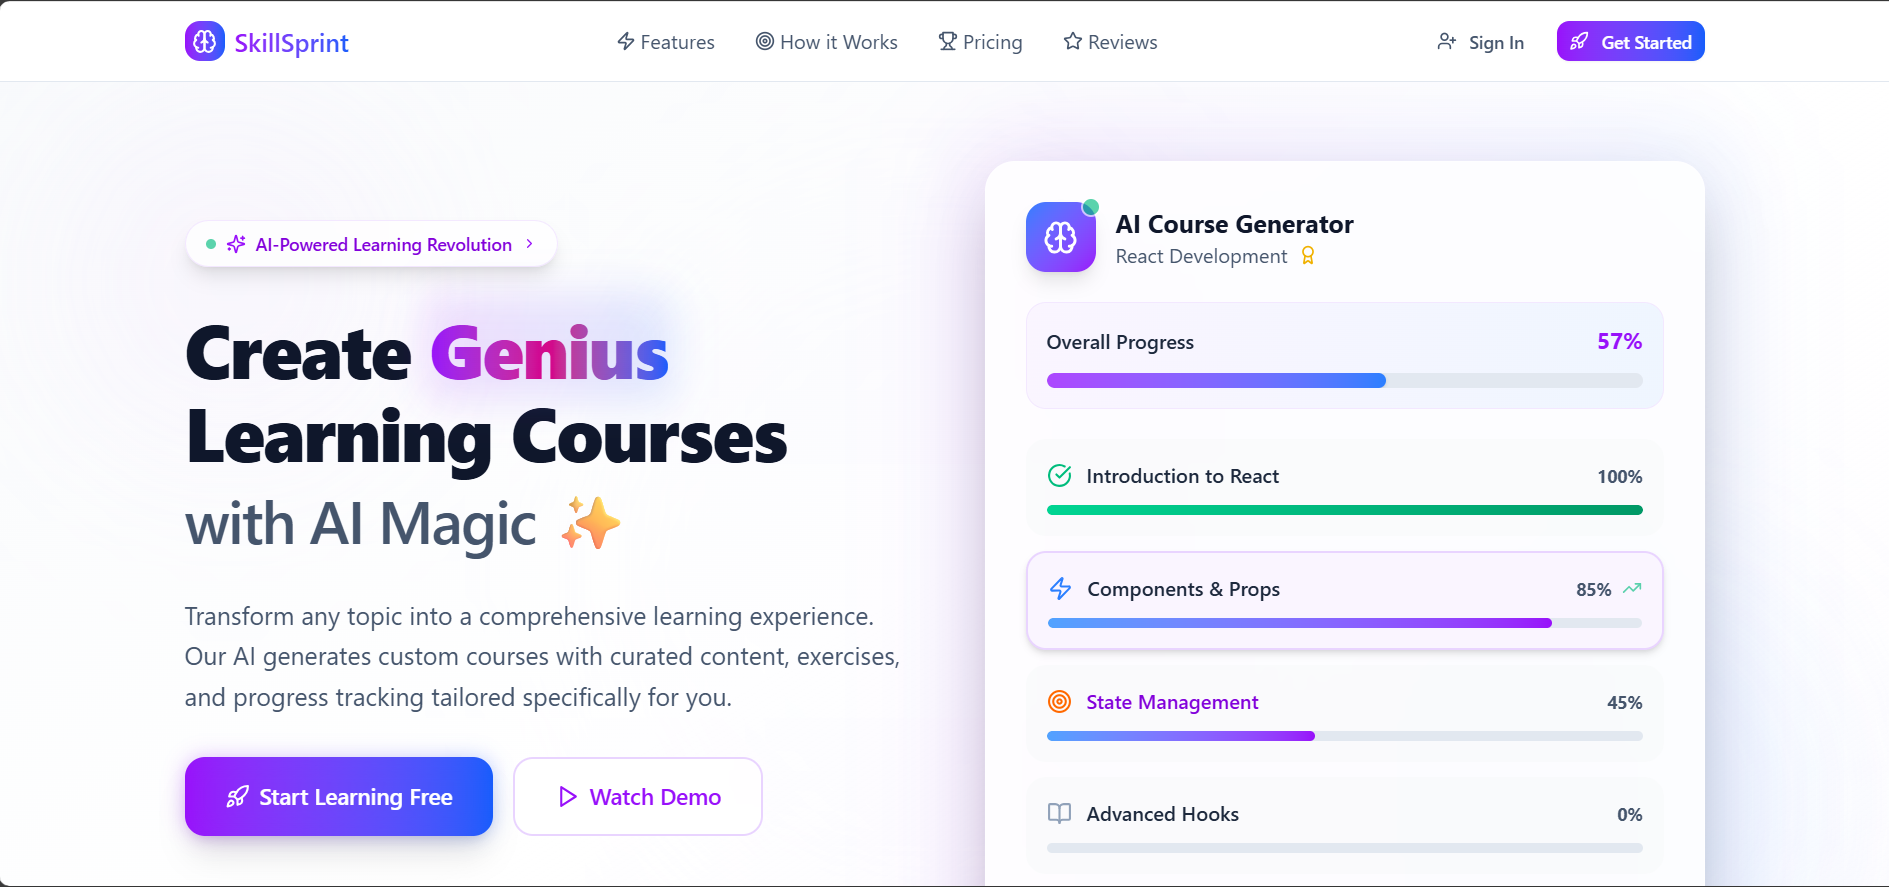 SkillSprint
Features
How it Works
Pricing
Reviews
Sign In
Get Started
AI-Powered Learning Revolution
Create Genius
Learning Courses
with AI Magic ✨
Transform any topic into a comprehensive learning experience.
Our AI generates custom courses with curated content, exercises,
and progress tracking tailored specifically for you.
Start Learning Free
Watch Demo
AI Course Generator
React Development
Overall Progress 57%
Introduction to React 100%
Components & Props 85%
State Management 45%
Advanced Hooks 0%